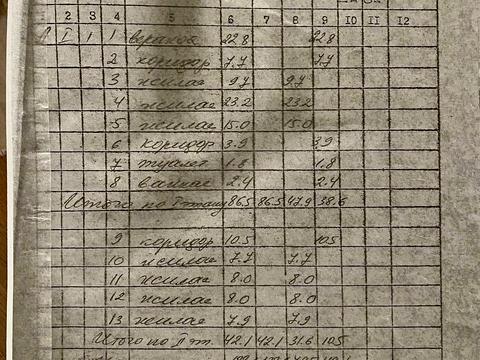 2 3 4 5 6 7 8 9 10 11 12
I 1 1 веранда 22.8 22.8
2 коридор 7.7 7.7
3 жилая 9.7 9.7
4 жилая 23.2 23.2
5 жилая 15.0 15.0
6 коридор 3.9 3.9
7 туалет 1.8 1.8
8 ванная 2.4 2.4
Итого по I этажу 86.5 86.5 47.9 38.6
9 коридор 10.5 10.5
10 жилая 7.7 7.7
11 жилая 8.0 8.0
12 жилая 8.0 8.0
13 жилая 7.9 7.9
Итого по II эт. 42.1 42.1 31.6 10.5